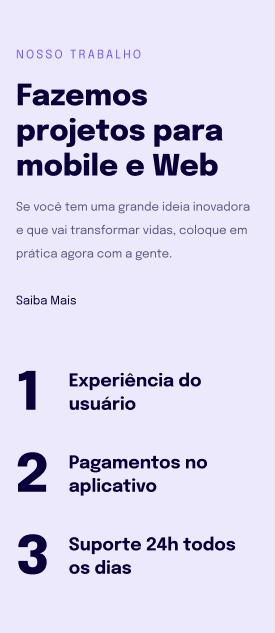 NOSSO TRABALHO
Fazemos
projetos para
mobile e Web
Se você tem uma grande ideia inovadora
e que vai transformar vidas, coloque em
prática agora com a gente.
Saiba Mais
1 Experiência do
usuário
2 Pagamentos no
aplicativo
3 Suporte 24h todos
os dias